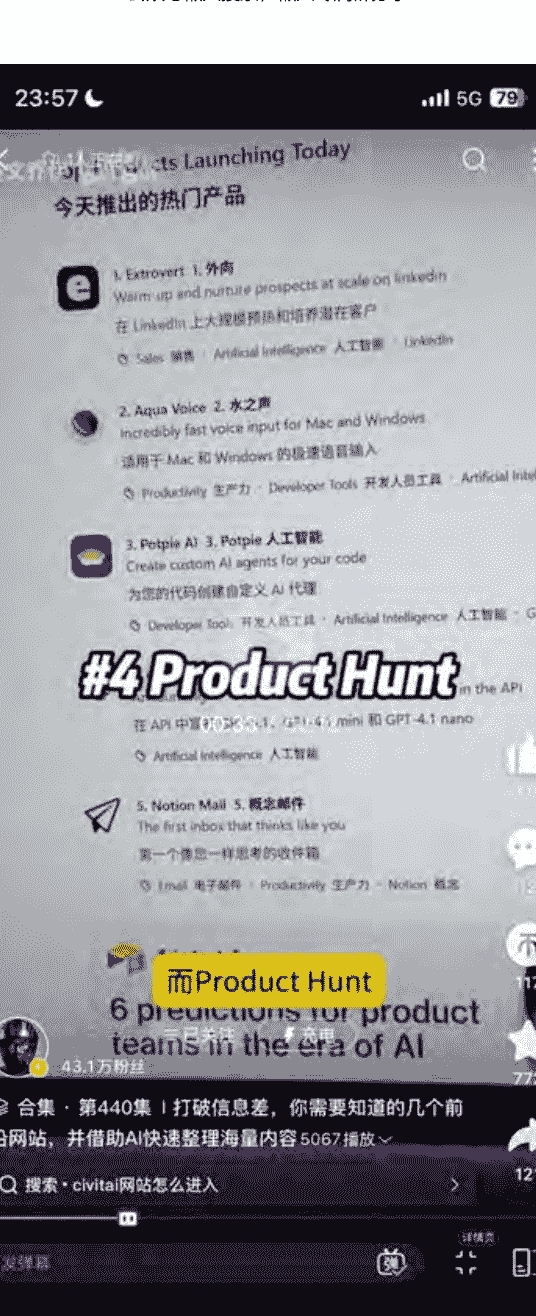 23:57
5G 79
cts Launching Today
今天推出的热门产品
1. Extrovert 1. 外向
Warm up and nurture prospects at scale on linkedin
在 LinkedIn 上大规模预热和培养潜在客户
Sales 销售 · Artificial Intelligence 人工智能 · LinkedIn
2. Aqua Voice 2. 水之声
Incredibly fast voice input for Mac and Windows
适用于 Mac 和 Windows 的极速语音输入
Productivity 生产力 · Developer Tools 开发人员工具 · Artificial Intel
3. Potpie AI 3. Potpie 人工智能
Create custom AI agents for your code
为您的代码创建自定义 AI 代理
Developer Tools 开发人员工具 · Artificial Intelligence 人工智能 · G
#4 Product Hunt
in the API
在 API 中 mini 和 GPT-4.1 nano
Artificial Intelligence 人工智能
5. Notion Mail 5. 概念邮件
The first inbox that thinks like you
第一个像您一样思考的收件箱
Email 电子邮件 · Productivity 生产力 · Notion 概念
而Product Hunt
6 predictions for product
teams in the era of AI
已关注 充电
43.1万粉丝
合集 · 第440集 | 打破信息差，你需要知道的几个前
沿网站，并借助AI快速整理海量内容 5067播放
搜索 · civitai网站怎么进入
详情页
发弹幕
弹